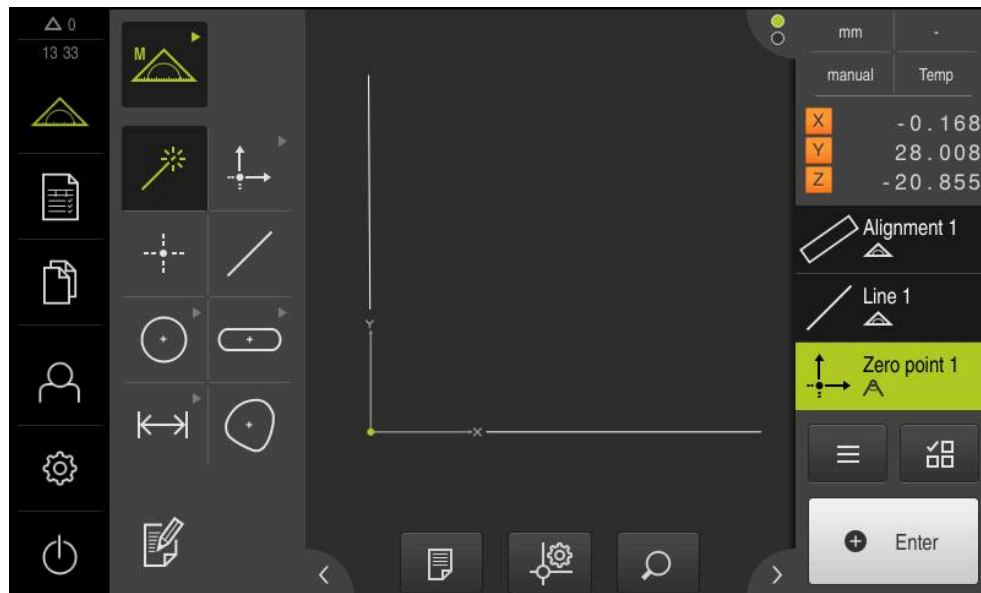 0
13 33
M
mm
-
manual
Temp
X -0.168
Y 28.008
Z -20.855
Alignment 1
Line 1
Zero point 1
Y
X
Enter